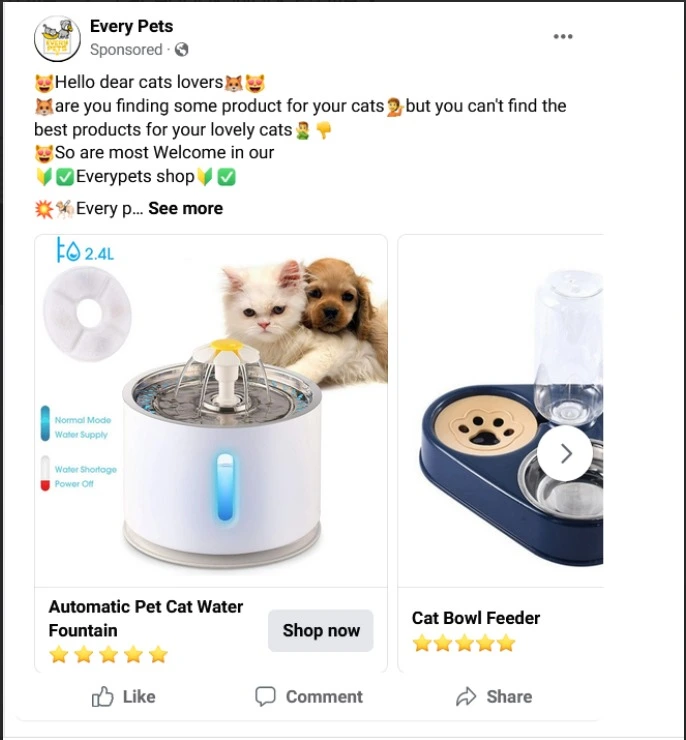 Every Pets
Sponsored ·
😻Hello dear cats lovers🐱😻
🐱are you finding some product for your cats💁but you can't find the
best products for your lovely cats🤷👇
😻So are most Welcome in our
🔰✅Everypets shop🔰✅
💥🐕Every p... See more
2.4L
Normal Mode
Water Supply
Water Shortage
Power Off
Automatic Pet Cat Water
Fountain
Shop now
⭐⭐⭐⭐⭐
Cat Bowl Feeder
⭐⭐⭐⭐⭐
Like
Comment
Share